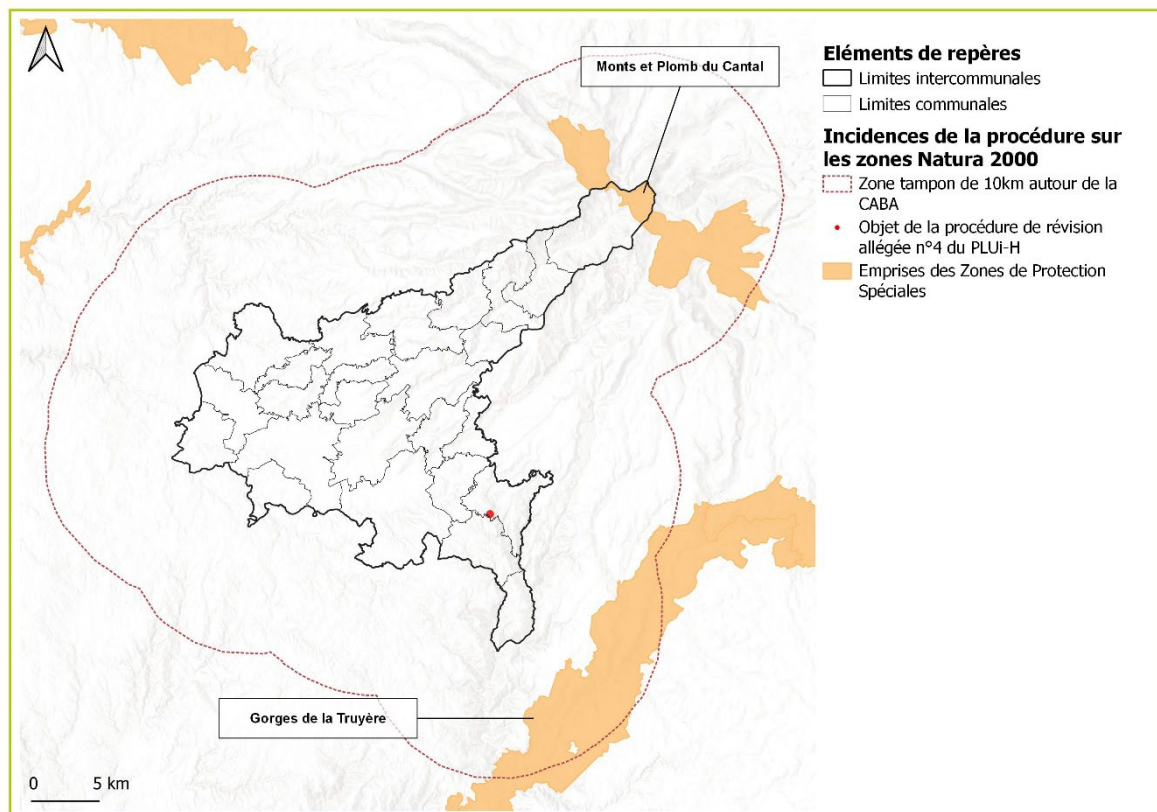 Monts et Plomb du Cantal
Gorges de la Truyère
0 5 km
Eléments de repères
Limites intercommunales
Limites communales
Incidences de la procédure sur
les zones Natura 2000
Zone tampon de 10km autour de la
CABA
Objet de la procédure de révision
allégée n°4 du PLUi-H
Emprises des Zones de Protection
Spéciales